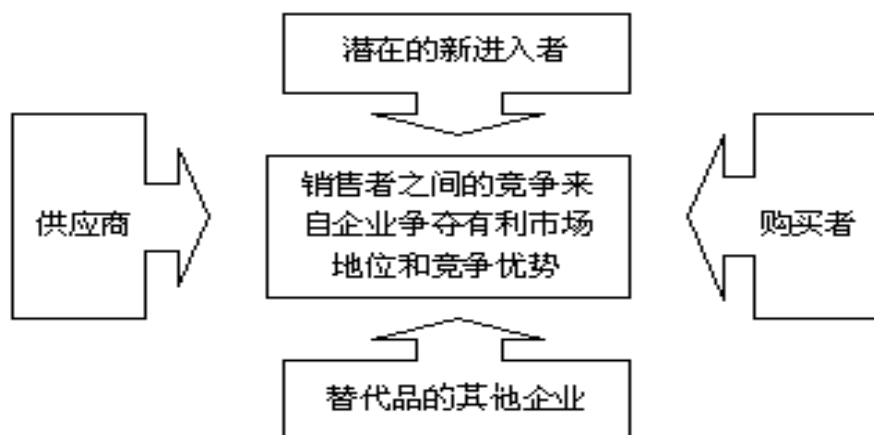 潜在的新进入者
供应商
销售者之间的竞争来
自企业争夺有利市场
地位和竞争优势
购买者
替代品的其他企业